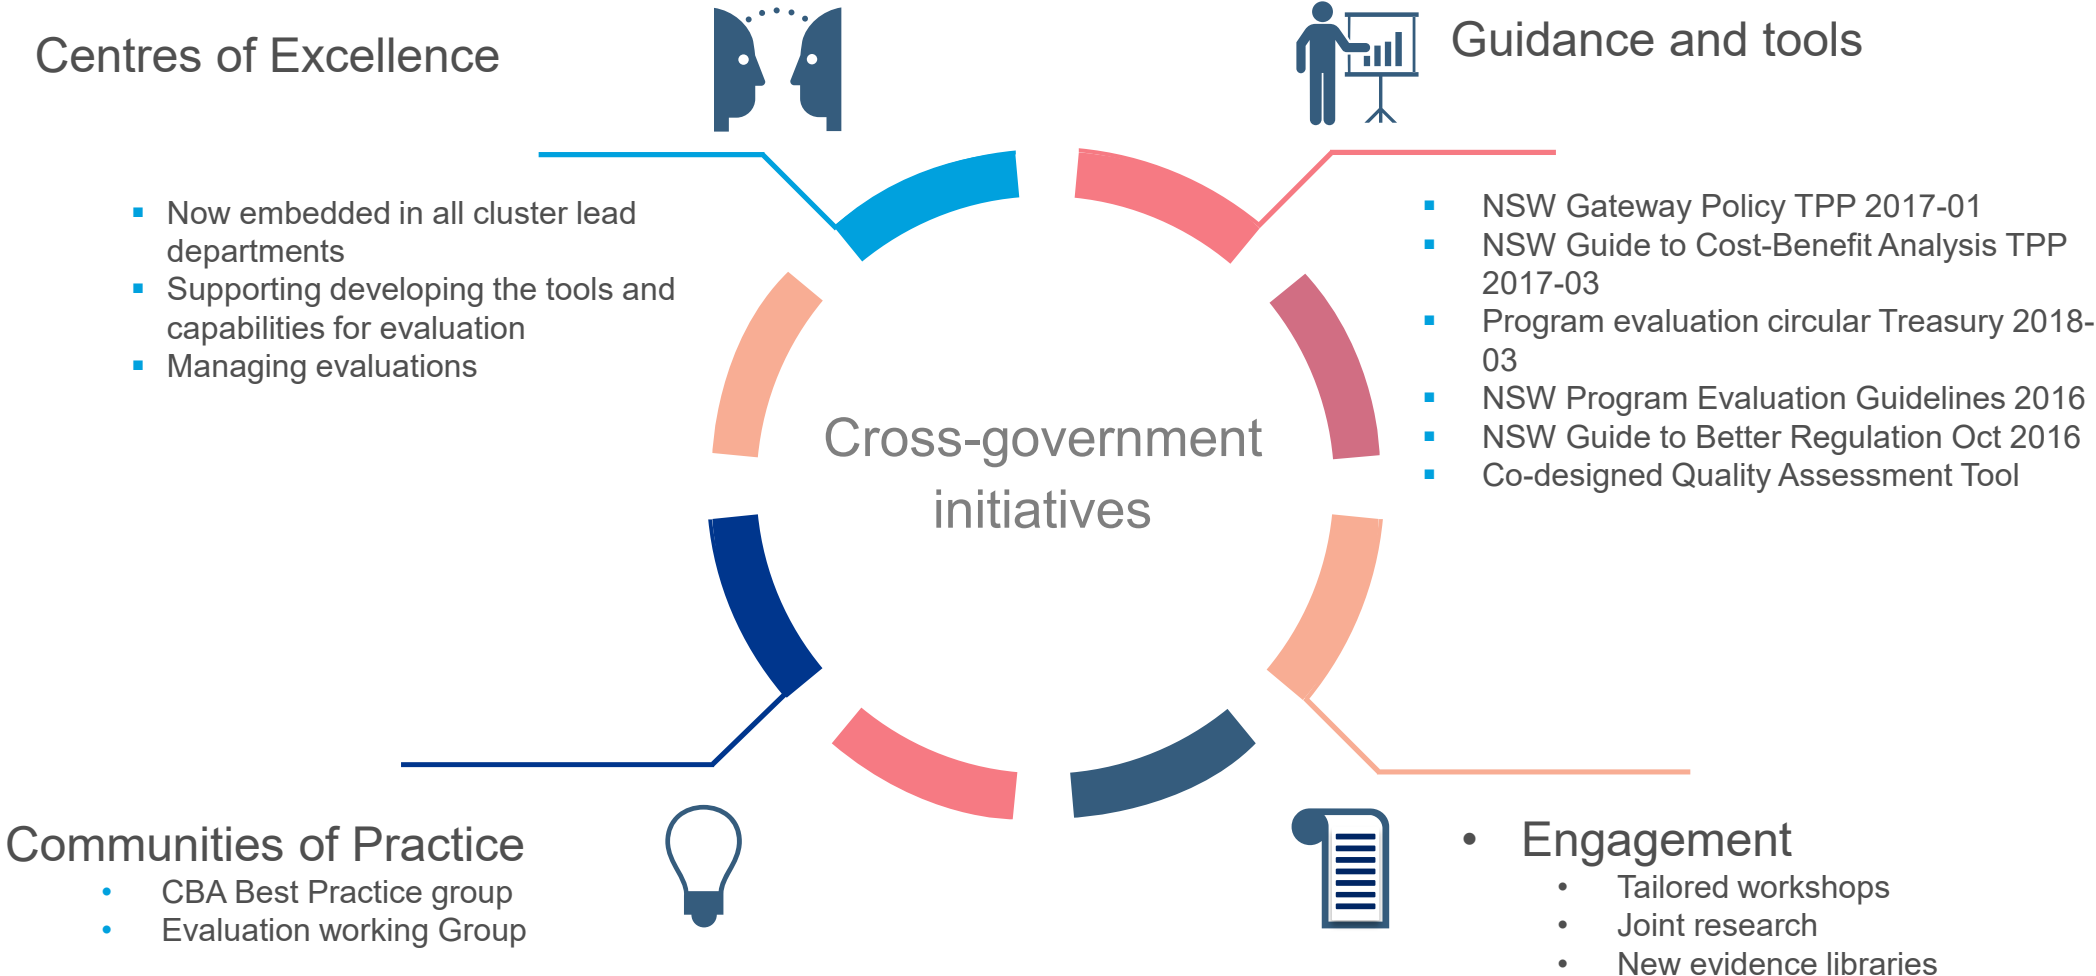 Centres of Excellence
▪ Now embedded in all cluster lead
departments
▪ Supporting developing the tools and
capabilities for evaluation
▪ Managing evaluations
Guidance and tools
▪ NSW Gateway Policy TPP 2017-01
▪ NSW Guide to Cost-Benefit Analysis TPP
2017-03
▪ Program evaluation circular Treasury 2018-
03
▪ NSW Program Evaluation Guidelines 2016
▪ NSW Guide to Better Regulation Oct 2016
▪ Co-designed Quality Assessment Tool
Cross-government
initiatives
Communities of Practice
• CBA Best Practice group
• Evaluation working Group
• Engagement
• Tailored workshops
• Joint research
• New evidence libraries